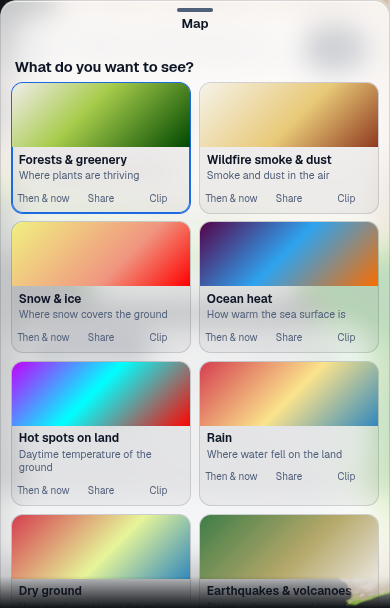 Map
What do you want to see?
Forests & greenery
Where plants are thriving
Then & now Share Clip
Wildfire smoke & dust
Smoke and dust in the air
Then & now Share Clip
Snow & ice
Where snow covers the ground
Then & now Share Clip
Ocean heat
How warm the sea surface is
Then & now Share Clip
Hot spots on land
Daytime temperature of the
ground
Then & now Share Clip
Rain
Where water fell on the land
Then & now Share Clip
Dry ground
Earthquakes & volcanoes